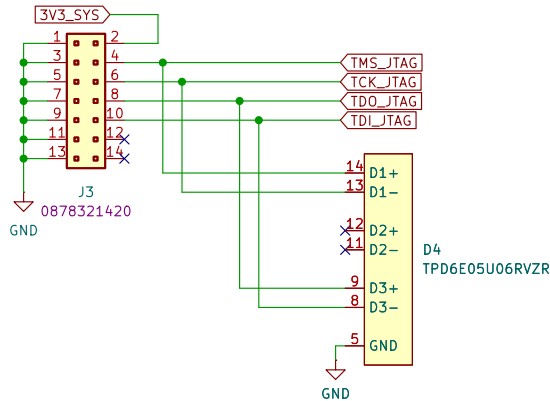 3V3_SYS
1 2
3 4 TMS_JTAG
5 6 TCK_JTAG
7 8 TDO_JTAG
9 10 TDI_JTAG
11 12
13 14
J3
0878321420
GND
14 D1+
13 D1-
12 D2+
11 D2-
D4
TPD6E05U06RVZR
9 D3+
8 D3-
5 GND
GND